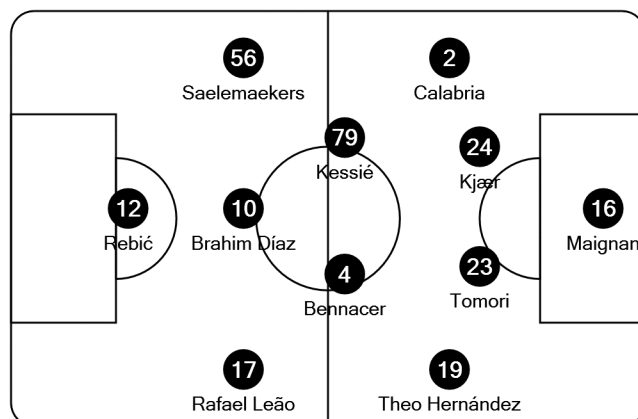 56
Saelemaekers
2
Calabria
79
Kessié
24
Kjær
12
Rebić
10
Brahim Díaz
16
Maignan
4
Bennacer
23
Tomori
17
Rafael Leão
19
Theo Hernández